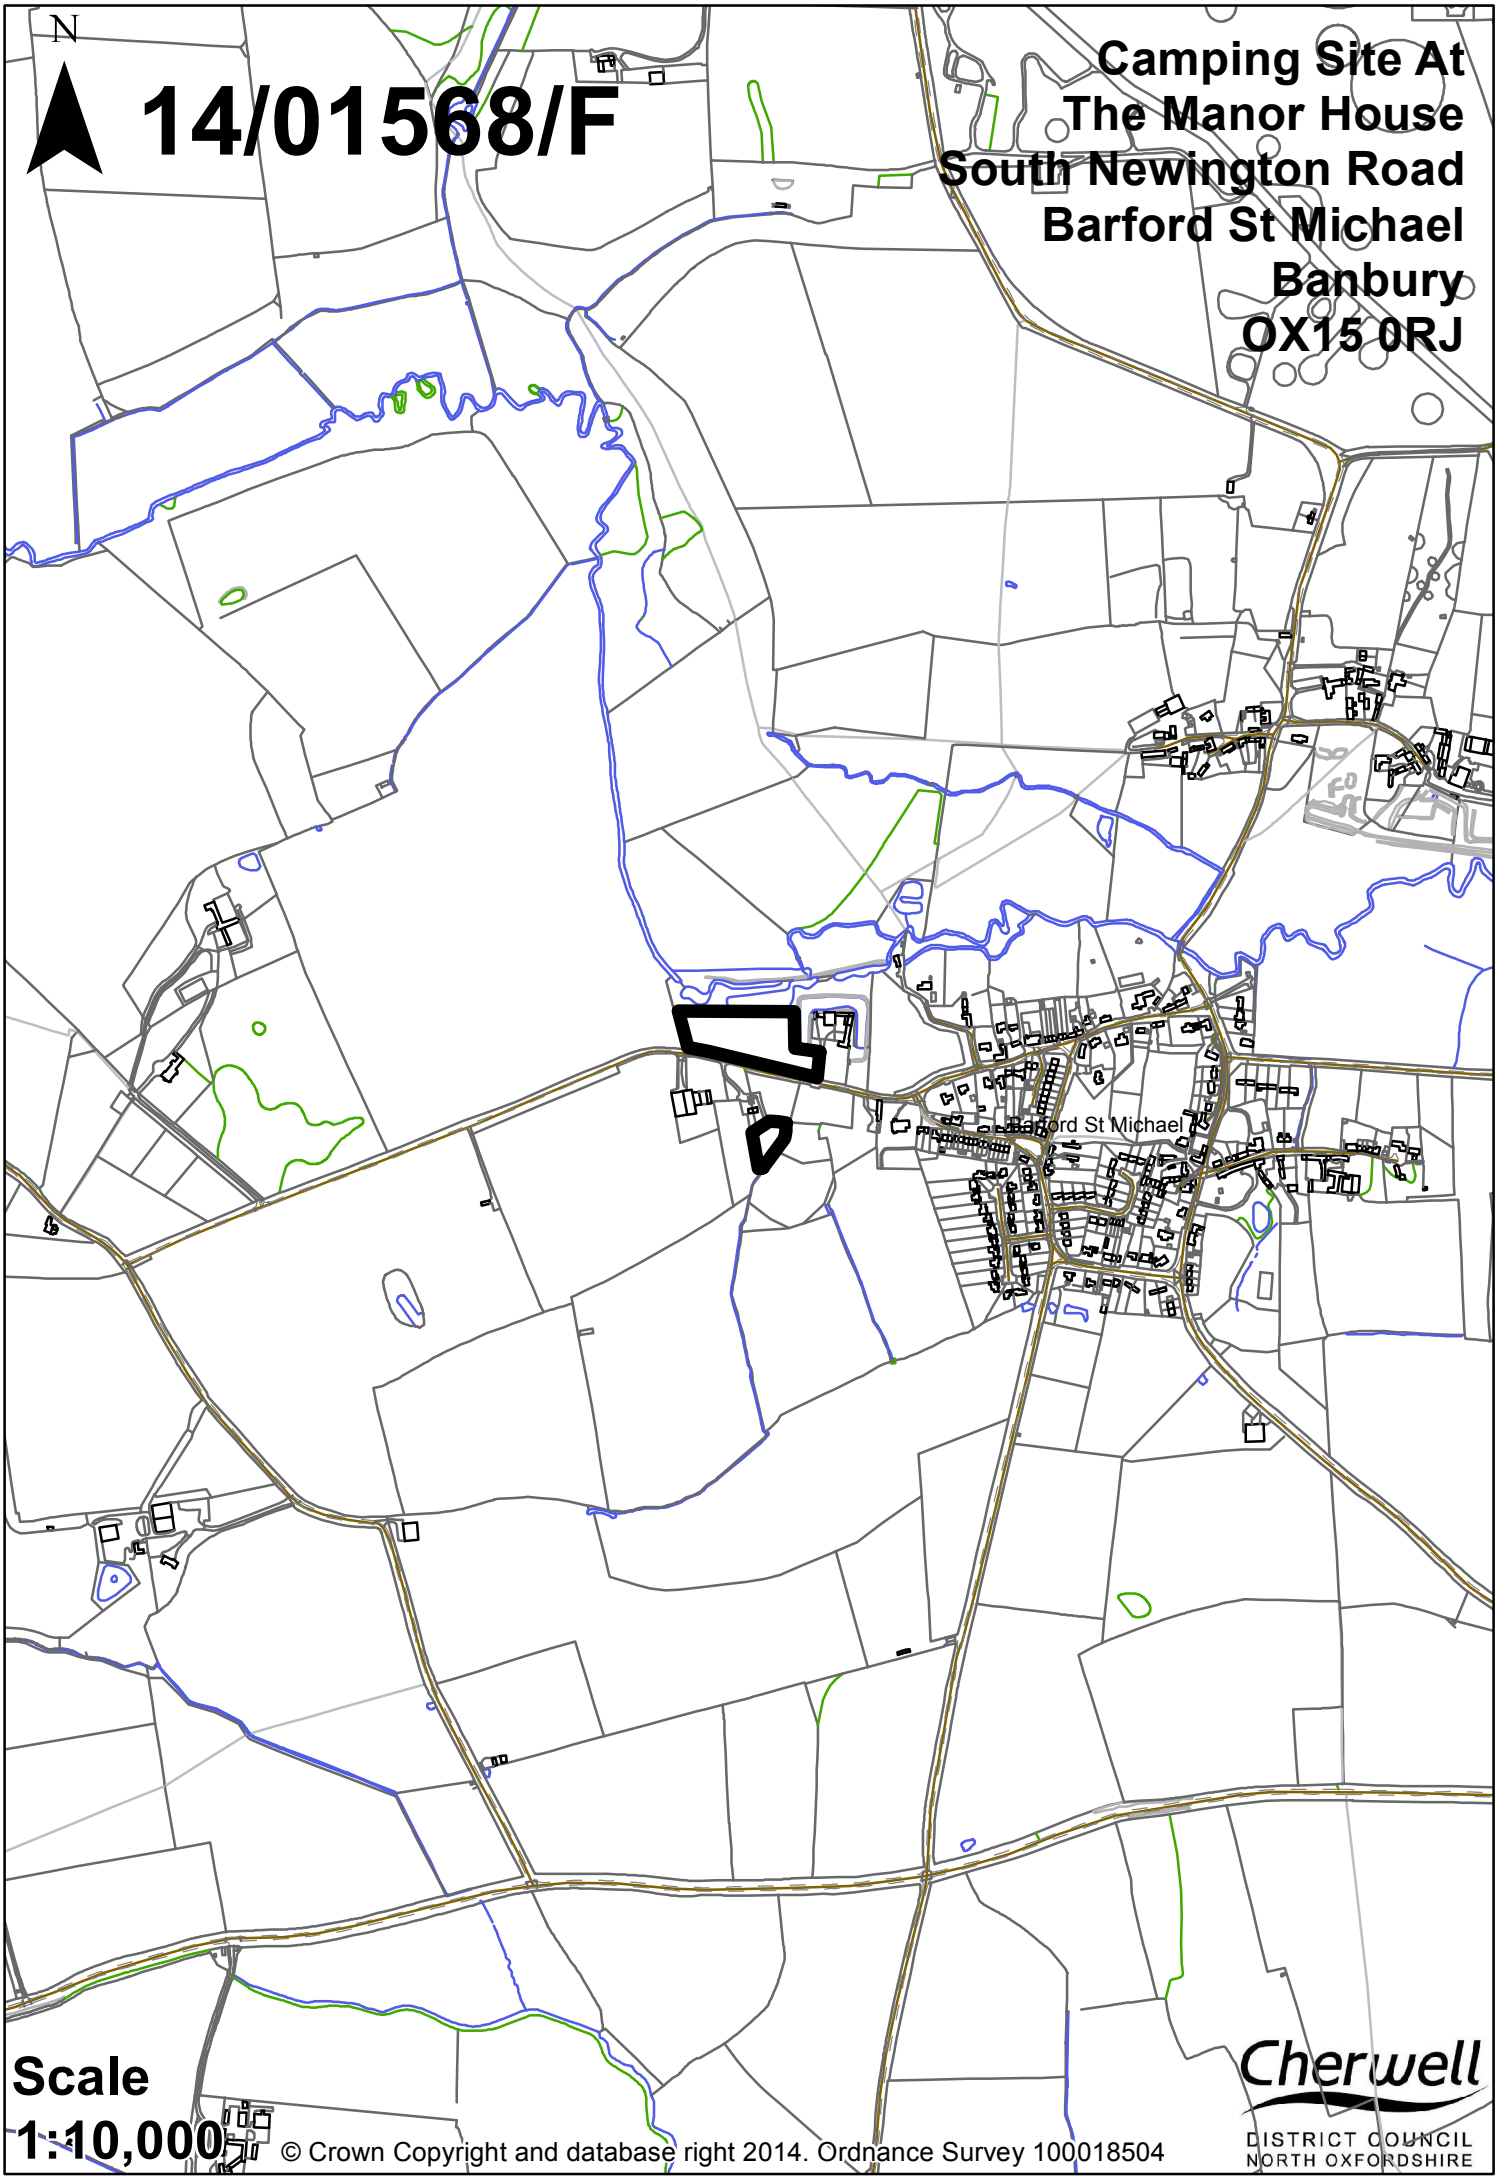 N
14/01568/F
Camping Site At
The Manor House
South Newington Road
Barford St Michael
Banbury
OX15 0RJ
Barford St Michael
Scale
1:10,000
© Crown Copyright and database right 2014. Ordnance Survey 100018504
Cherwell
DISTRICT COUNCIL
NORTH OXFORDSHIRE